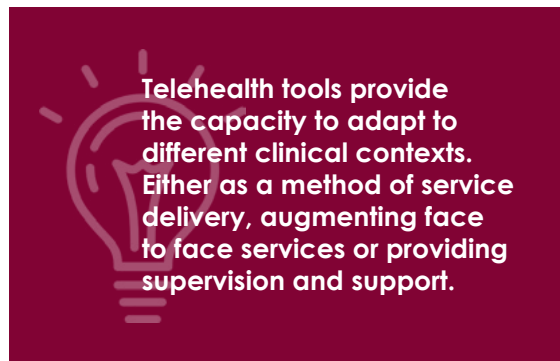 Telehealth tools provide
the capacity to adapt to
different clinical contexts.
Either as a method of service
delivery, augmenting face
to face services or providing
supervision and support.